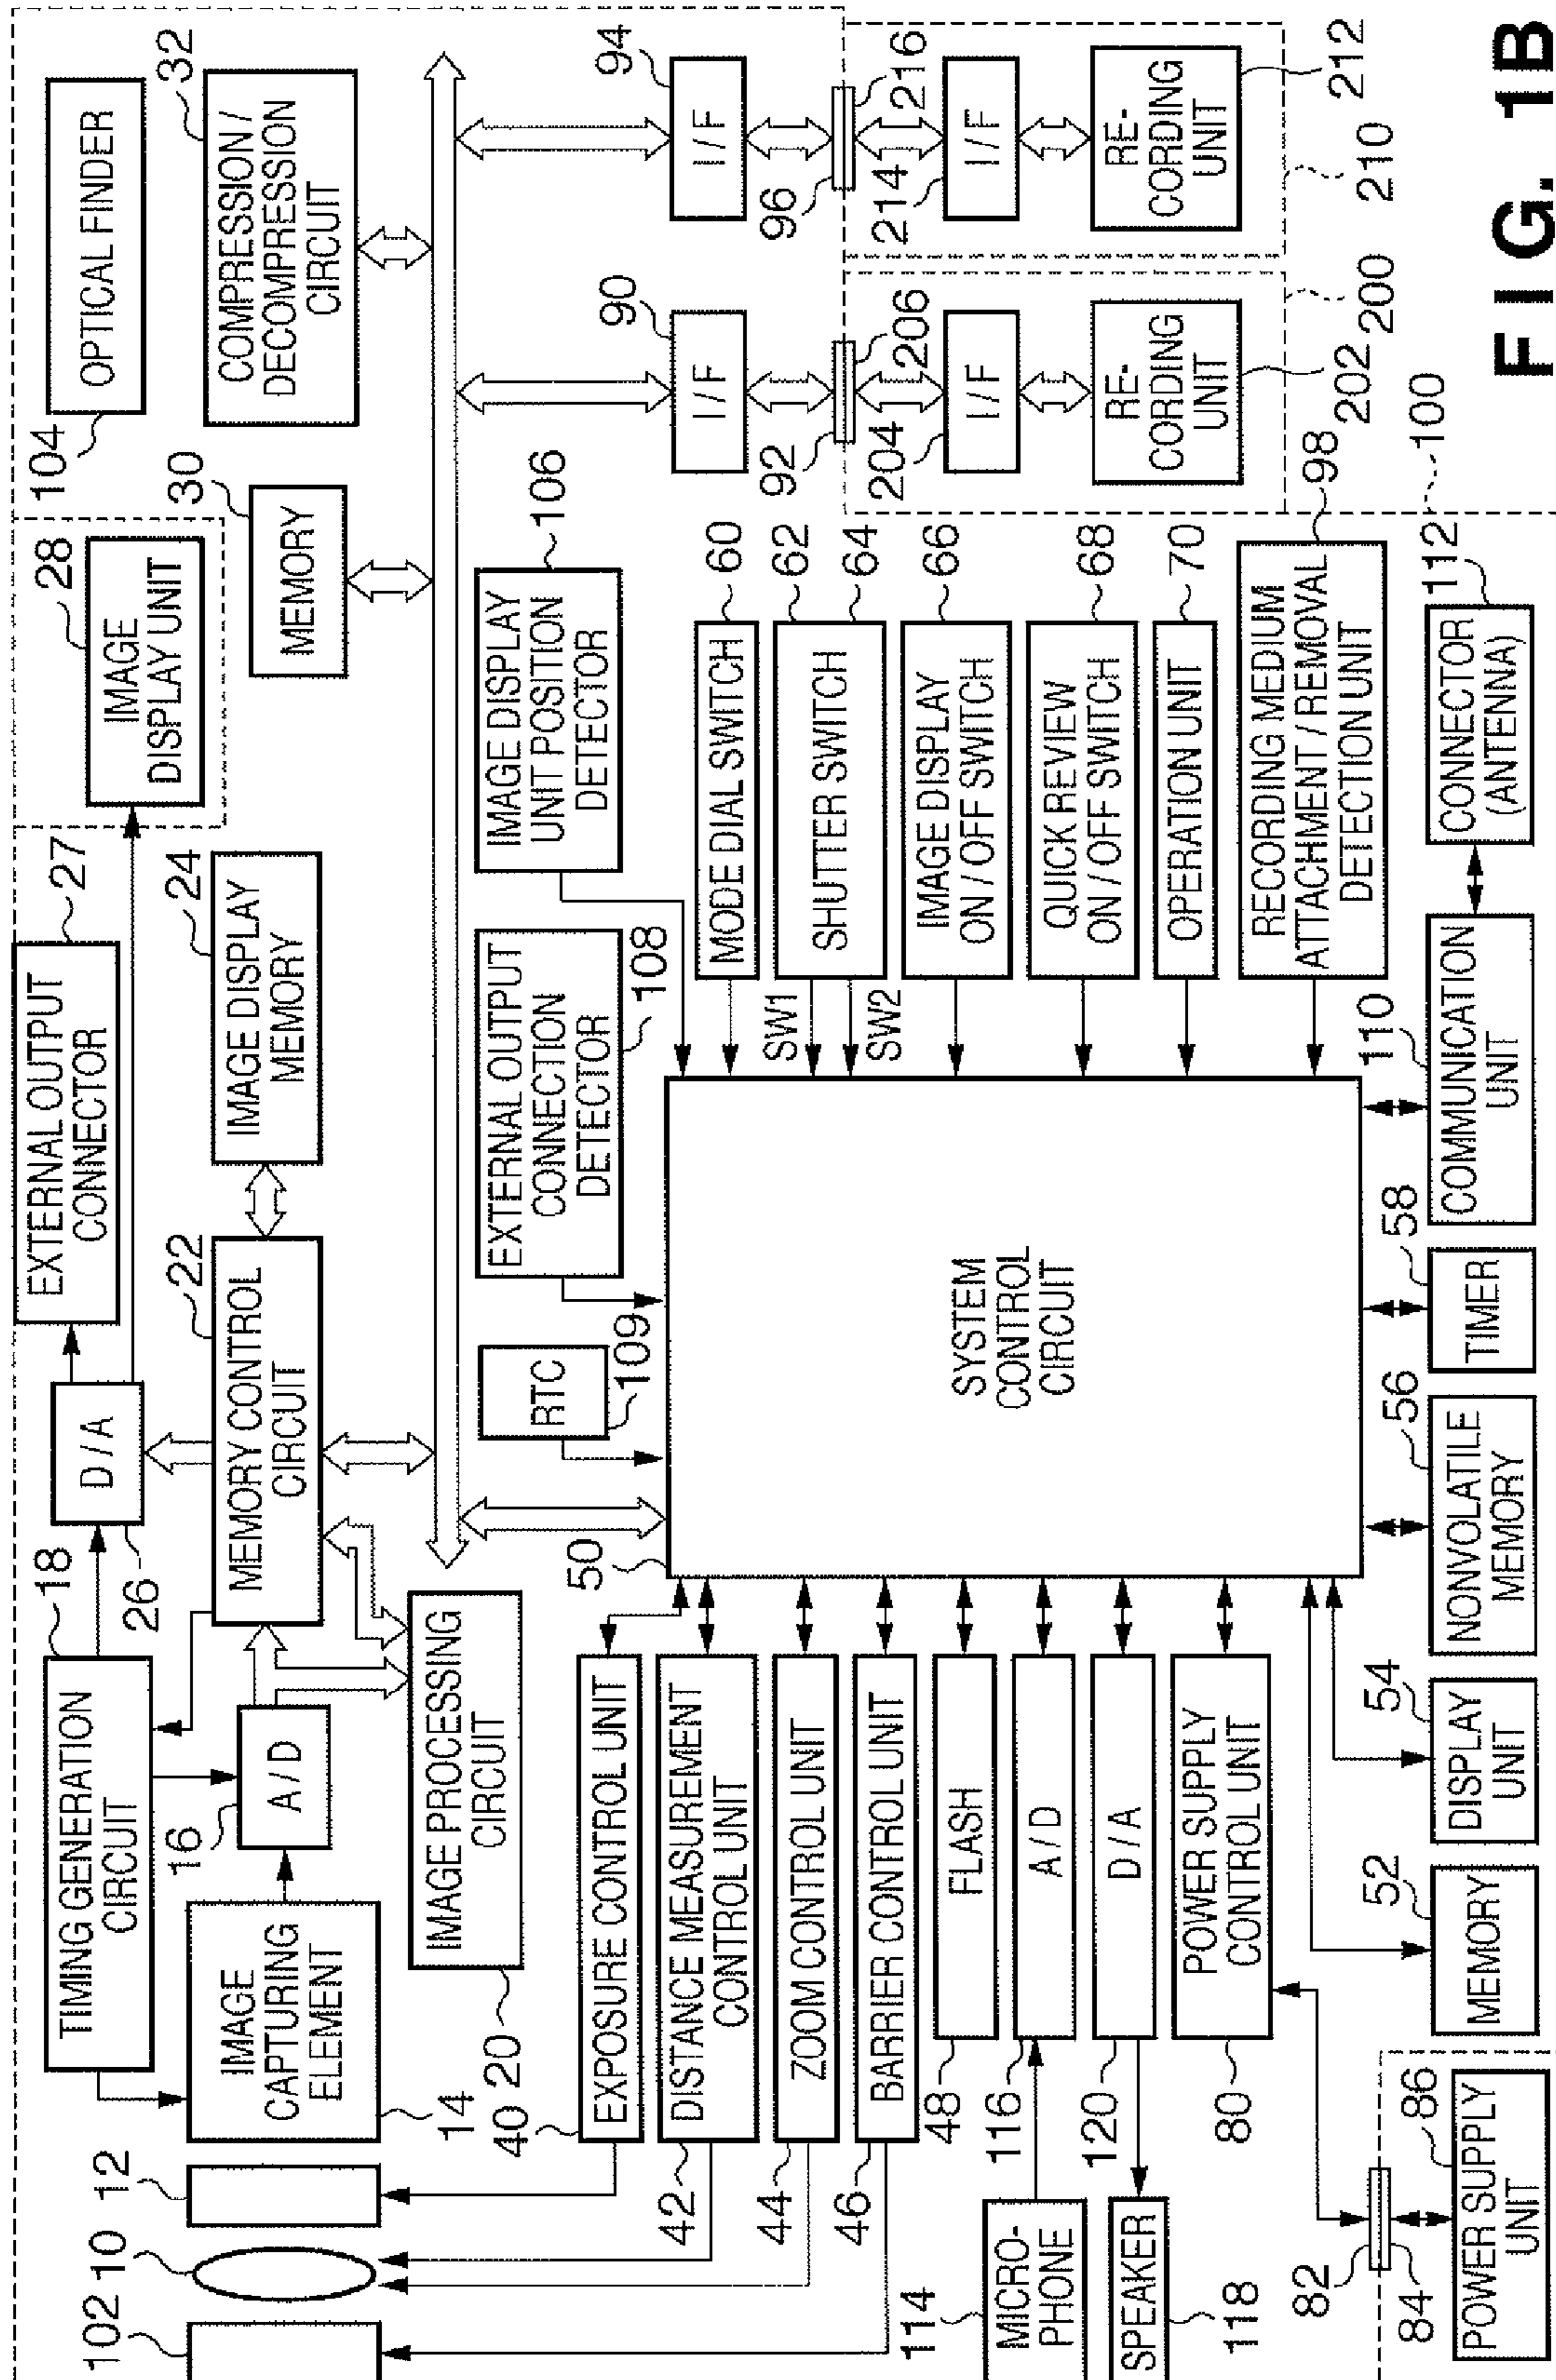 FIG. 1B
102
10
12
14
IMAGE
CAPTURING
ELEMENT
TIMING GENERATION
CIRCUIT
18
16
A / D
20
IMAGE PROCESSING
CIRCUIT
26
D / A
EXTERNAL OUTPUT
CONNECTOR
27
22
MEMORY CONTROL
CIRCUIT
24
IMAGE DISPLAY
MEMORY
28
IMAGE
DISPLAY UNIT
30
MEMORY
104
OPTICAL FINDER
32
COMPRESSION /
DECOMPRESSION
CIRCUIT
40
EXPOSURE CONTROL UNIT
42
DISTANCE MEASUREMENT
CONTROL UNIT
44
ZOOM CONTROL UNIT
46
BARRIER CONTROL UNIT
48
FLASH
116
A / D
120
D / A
80
POWER SUPPLY
CONTROL UNIT
114
MICRO-
PHONE
118
SPEAKER
82
84
86
POWER SUPPLY
UNIT
50
SYSTEM
CONTROL
CIRCUIT
RTC
109
EXTERNAL OUTPUT
CONNECTION
DETECTOR
108
IMAGE DISPLAY
UNIT POSITION
DETECTOR
106
MODE DIAL SWITCH
60
SW1
SW2
SHUTTER SWITCH
62
64
IMAGE DISPLAY
ON / OFF SWITCH
66
QUICK REVIEW
ON / OFF SWITCH
68
OPERATION UNIT
70
RECORDING MEDIUM
ATTACHMENT / REMOVAL
DETECTION UNIT
98
52
MEMORY
54
DISPLAY
UNIT
56
NONVOLATILE
MEMORY
58
TIMER
110
COMMUNICATION
UNIT
112
CONNECTOR
(ANTENNA)
100
90
I / F
92
206
204
I / F
RE-
CORDING
UNIT
202
200
94
I / F
96
216
214
I / F
RE-
CORDING
UNIT
212
210